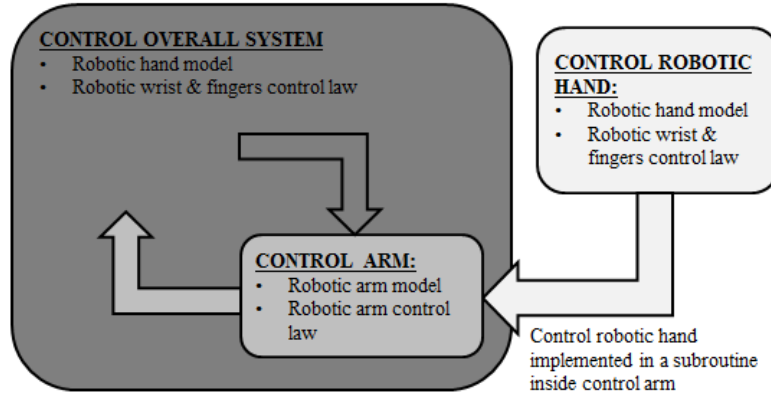 CONTROL OVERALL SYSTEM
• Robotic hand model
• Robotic wrist & fingers control law
CONTROL ROBOTIC
HAND:
• Robotic hand model
• Robotic wrist &
fingers control law
CONTROL ARM:
• Robotic arm model
• Robotic arm control
law
Control robotic hand
implemented in a subroutine
inside control arm